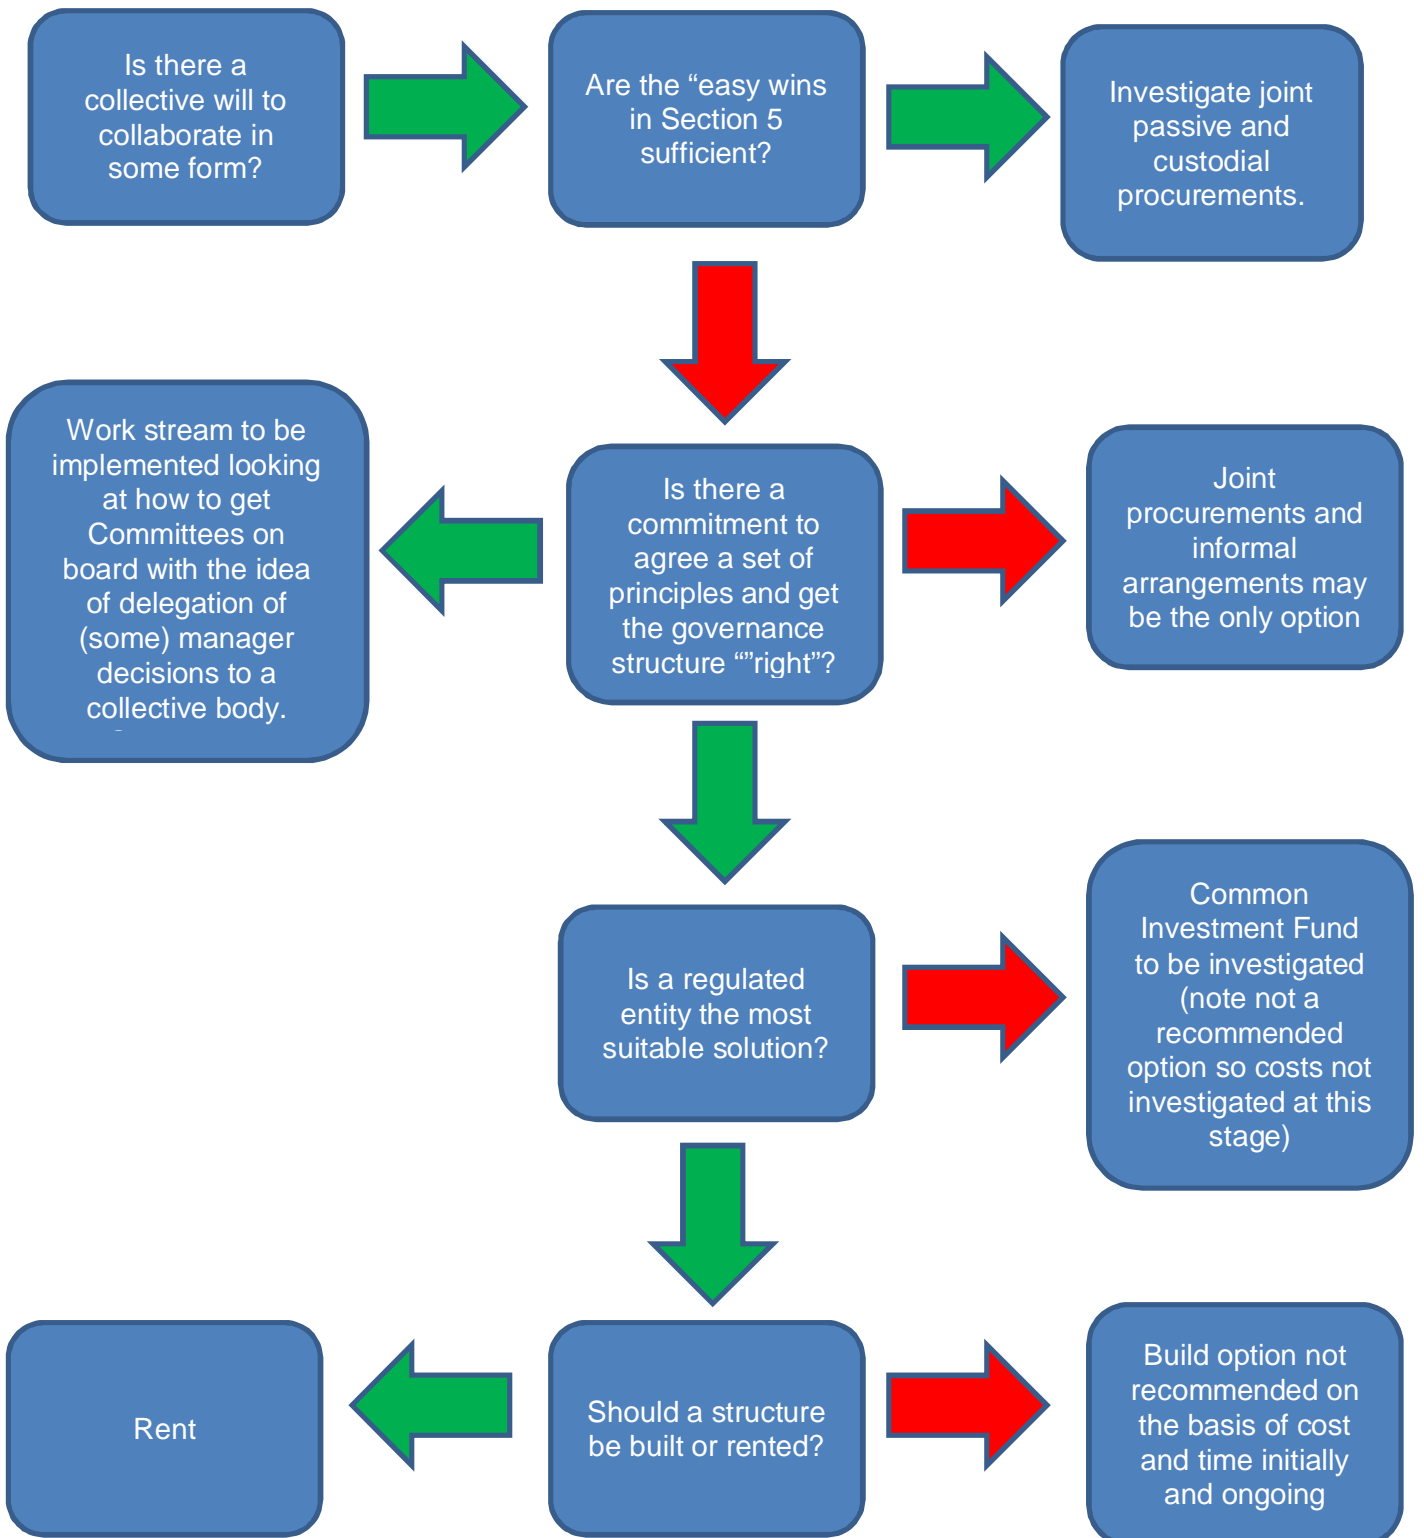 Is there a
collective will to
collaborate in
some form?
Are the “easy wins
in Section 5
sufficient?
Investigate joint
passive and
custodial
procurements.
Work stream to be
implemented looking
at how to get
Committees on
board with the idea
of delegation of
(some) manager
decisions to a
collective body.
Is there a
commitment to
agree a set of
principles and get
the governance
structure “”right”?
Joint
procurements and
informal
arrangements may
be the only option
Is a regulated
entity the most
suitable solution?
Common
Investment Fund
to be investigated
(note not a
recommended
option so costs not
investigated at this
stage)
Rent
Should a structure
be built or rented?
Build option not
recommended on
the basis of cost
and time initially
and ongoing